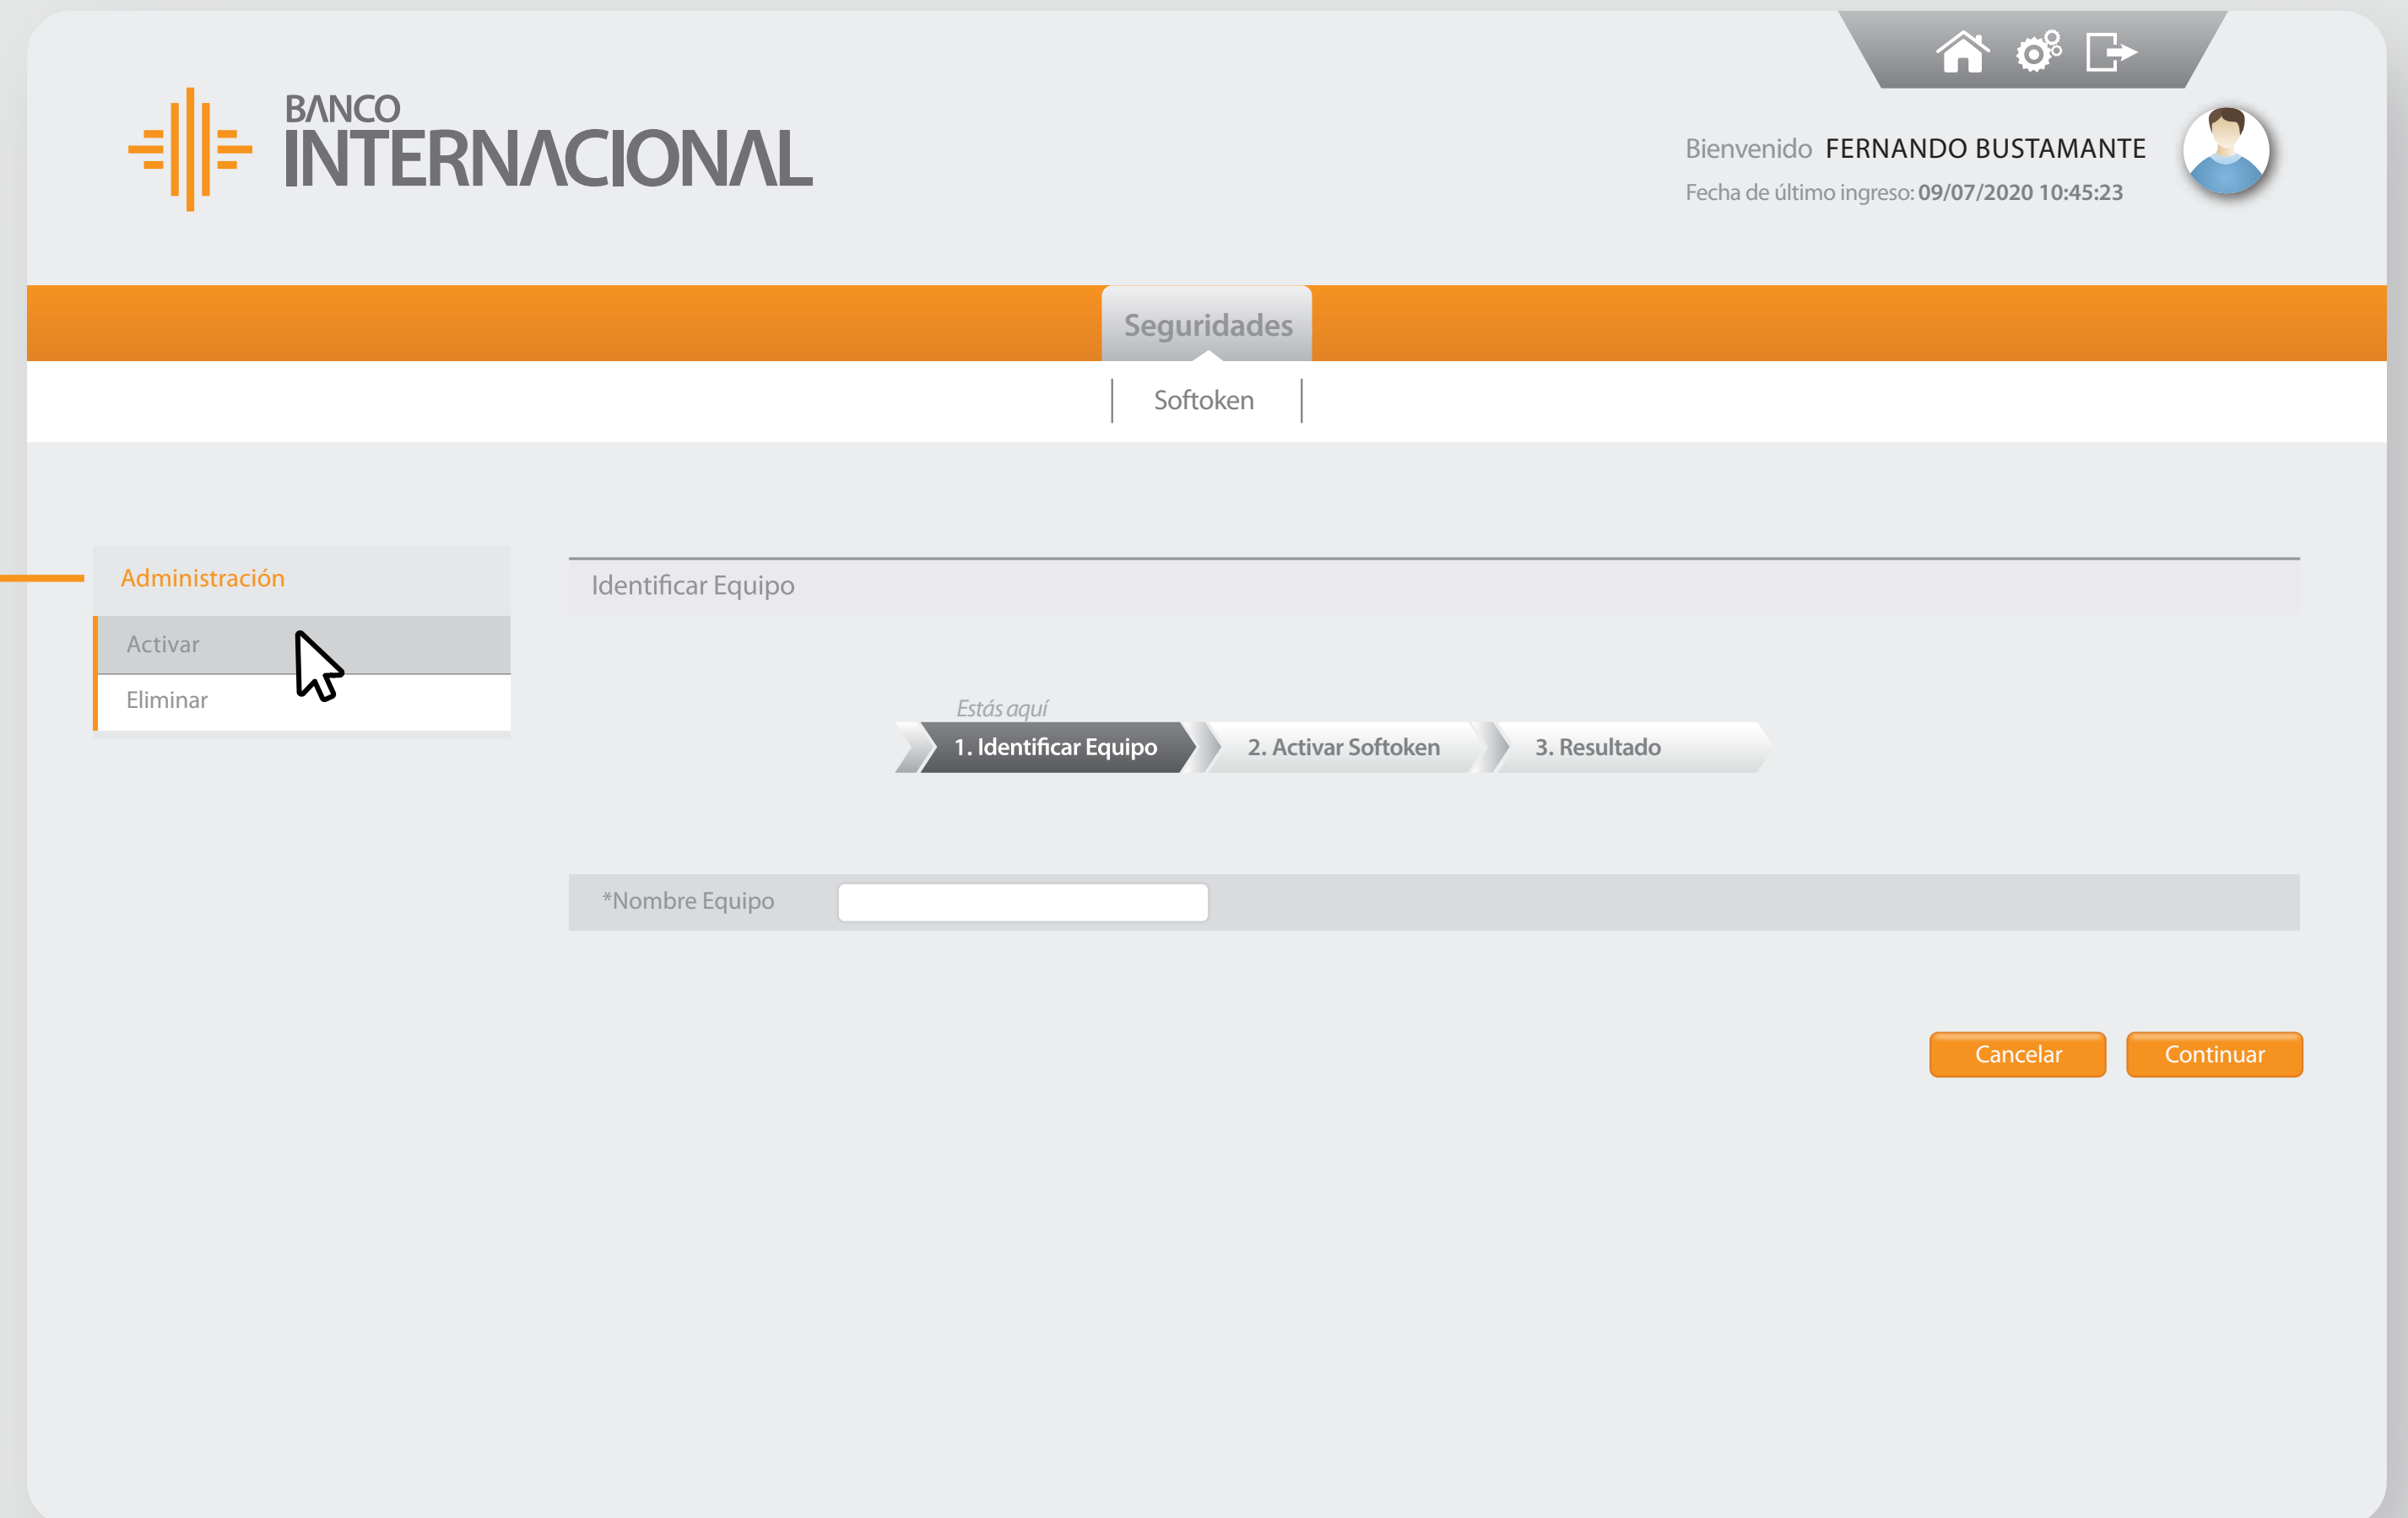 BANCO
INTERNACIONAL
Bienvenido FERNANDO BUSTAMANTE
Fecha de último ingreso: 09/07/2020 10:45:23
Seguridades
Softoken
Administración
Activar
Eliminar
Identificar Equipo
Estás aquí
1. Identificar Equipo 2. Activar Softoken 3. Resultado
*Nombre Equipo
Cancelar Continuar